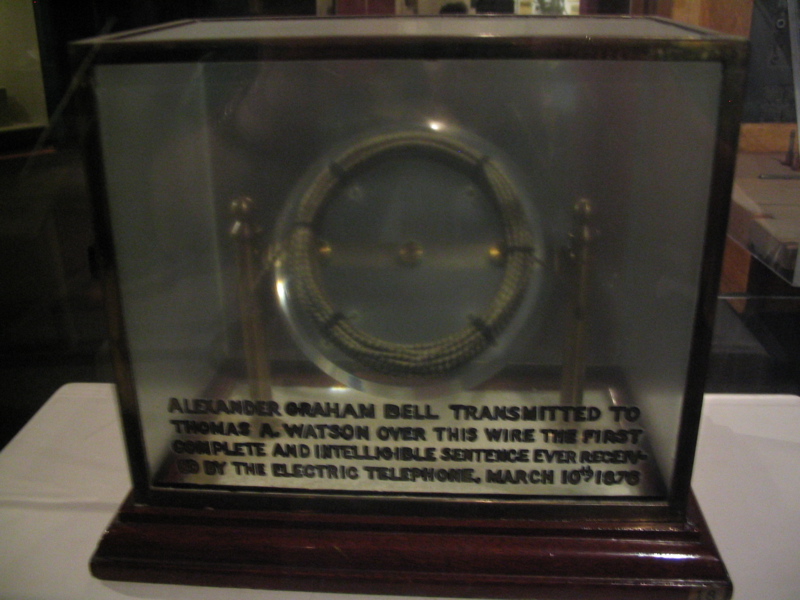 ALEXANDER GRAHAM BELL TRANSMITTED TO
THOMAS A. WATSON OVER THIS WIRE THE FIRST
COMPLETE AND INTELLIGIBLE SENTENCE EVER RECEIV-
ED BY THE ELECTRIC TELEPHONE, MARCH 10th 1876